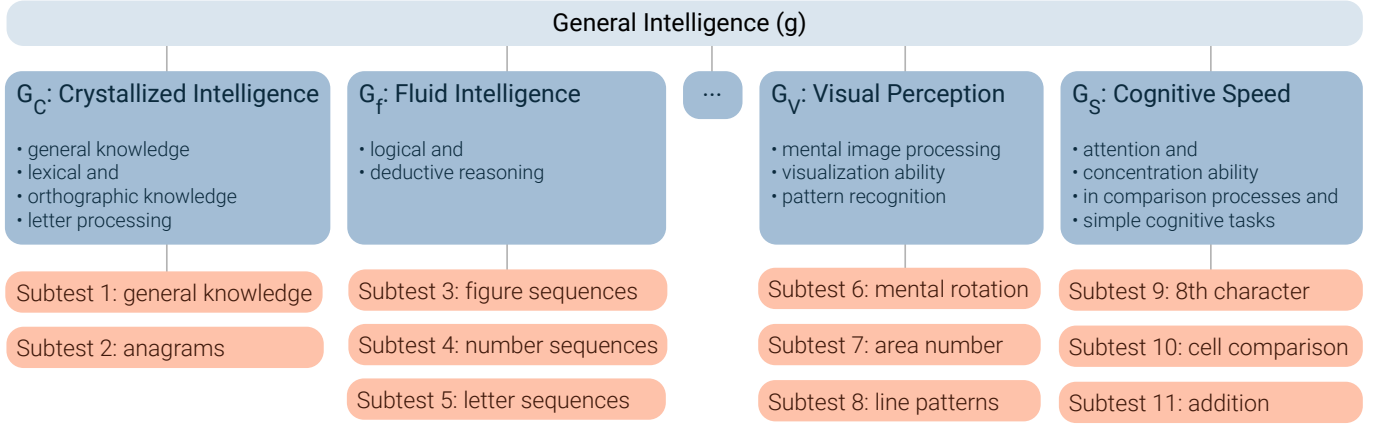 General Intelligence (g)
G_C: Crystallized Intelligence
• general knowledge
• lexical and
• orthographic knowledge
• letter processing
Subtest 1: general knowledge
Subtest 2: anagrams
G_f: Fluid Intelligence
• logical and
• deductive reasoning
Subtest 3: figure sequences
Subtest 4: number sequences
Subtest 5: letter sequences
...
G_V: Visual Perception
• mental image processing
• visualization ability
• pattern recognition
Subtest 6: mental rotation
Subtest 7: area number
Subtest 8: line patterns
G_S: Cognitive Speed
• attention and
• concentration ability
• in comparison processes and
• simple cognitive tasks
Subtest 9: 8th character
Subtest 10: cell comparison
Subtest 11: addition